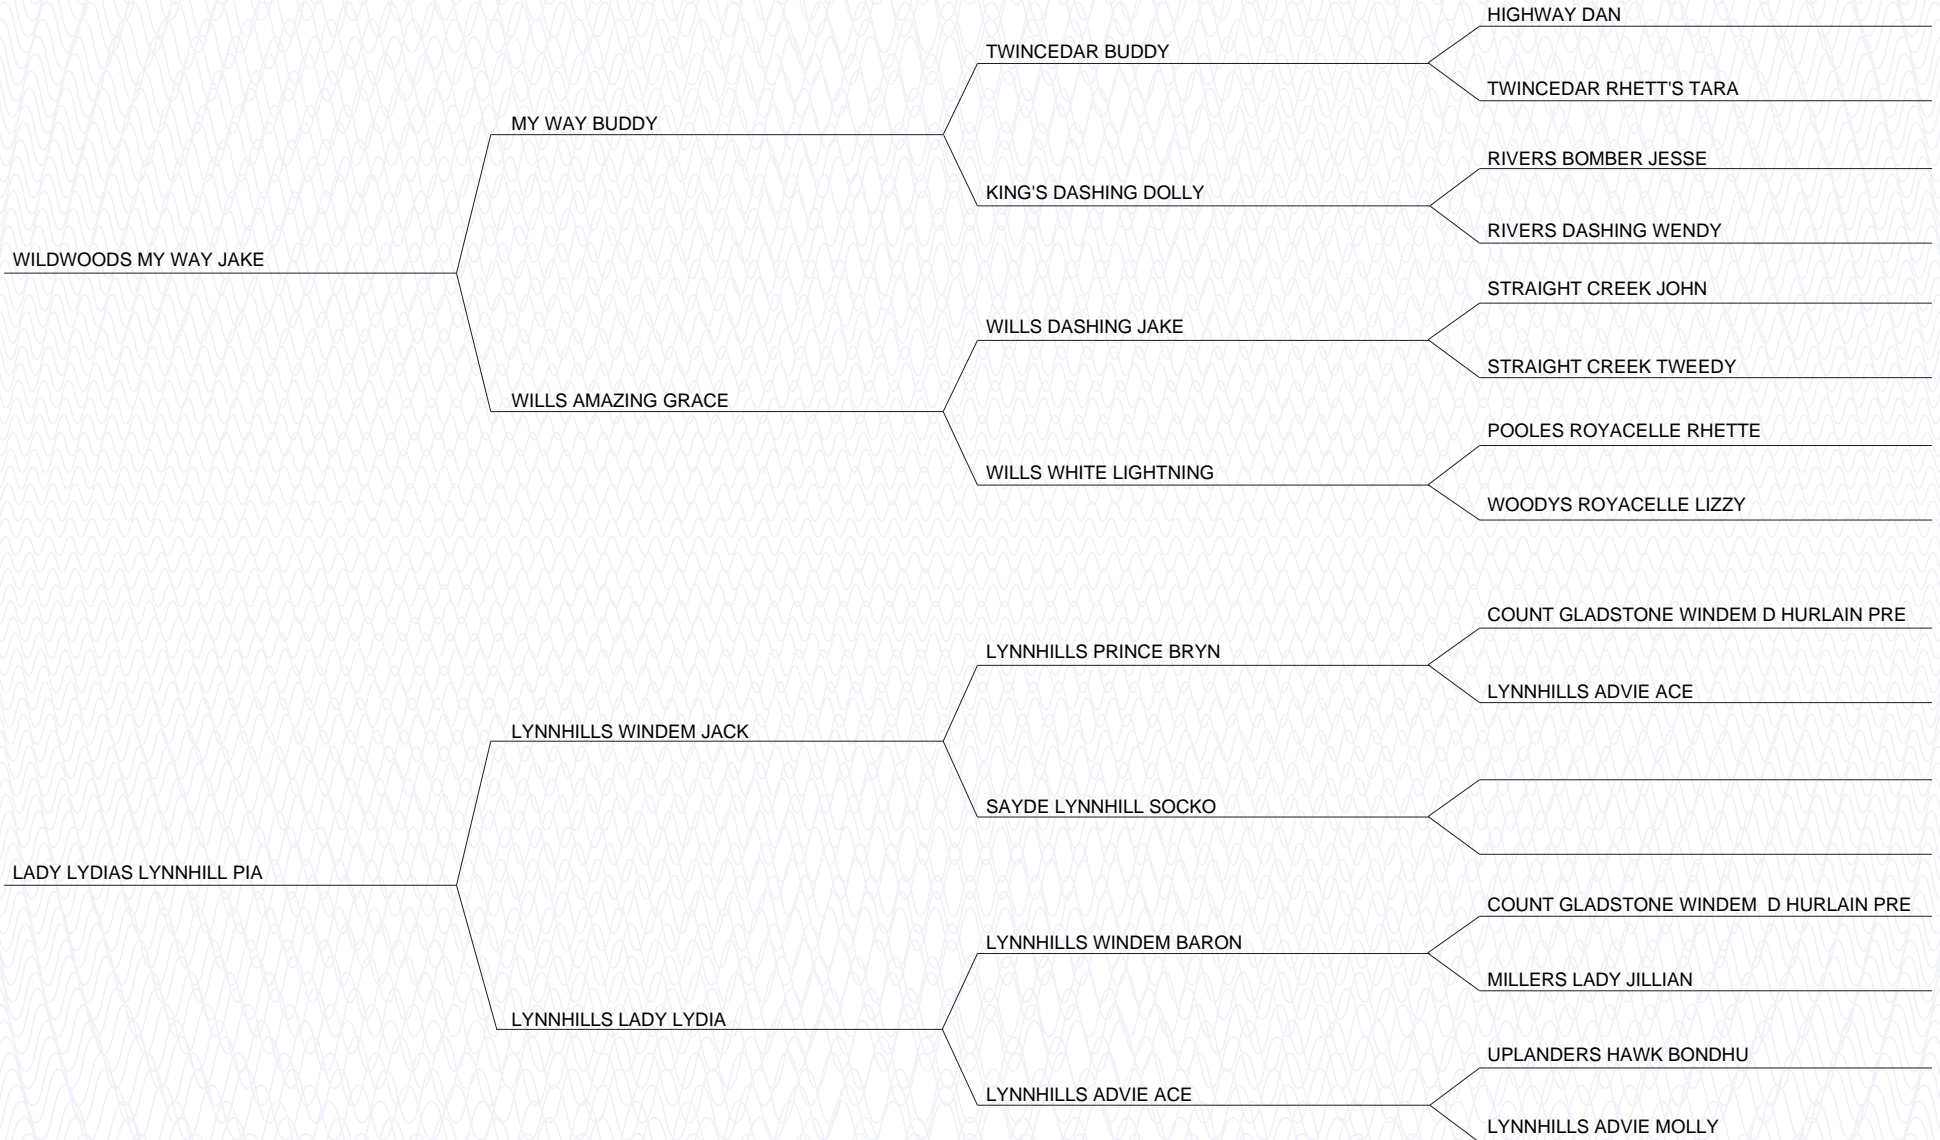 HIGHWAY DAN
TWINCEDAR BUDDY
TWINCEDAR RHETT'S TARA
MY WAY BUDDY
RIVERS BOMBER JESSE
KING'S DASHING DOLLY
RIVERS DASHING WENDY
WILDWOODS MY WAY JAKE
STRAIGHT CREEK JOHN
WILLS DASHING JAKE
STRAIGHT CREEK TWEEDY
WILLS AMAZING GRACE
POOLES ROYACELLE RHETTE
WILLS WHITE LIGHTNING
WOODYS ROYACELLE LIZZY
COUNT GLADSTONE WINDEM D HURLAIN PRE
LYNNHILLS PRINCE BRYN
LYNNHILLS ADVIE ACE
LYNNHILLS WINDEM JACK
SAYDE LYNNHILL SOCKO
LADY LYDIAS LYNNHILL PIA
COUNT GLADSTONE WINDEM  D HURLAIN PRE
LYNNHILLS WINDEM BARON
MILLERS LADY JILLIAN
LYNNHILLS LADY LYDIA
UPLANDERS HAWK BONDHU
LYNNHILLS ADVIE ACE
LYNNHILLS ADVIE MOLLY